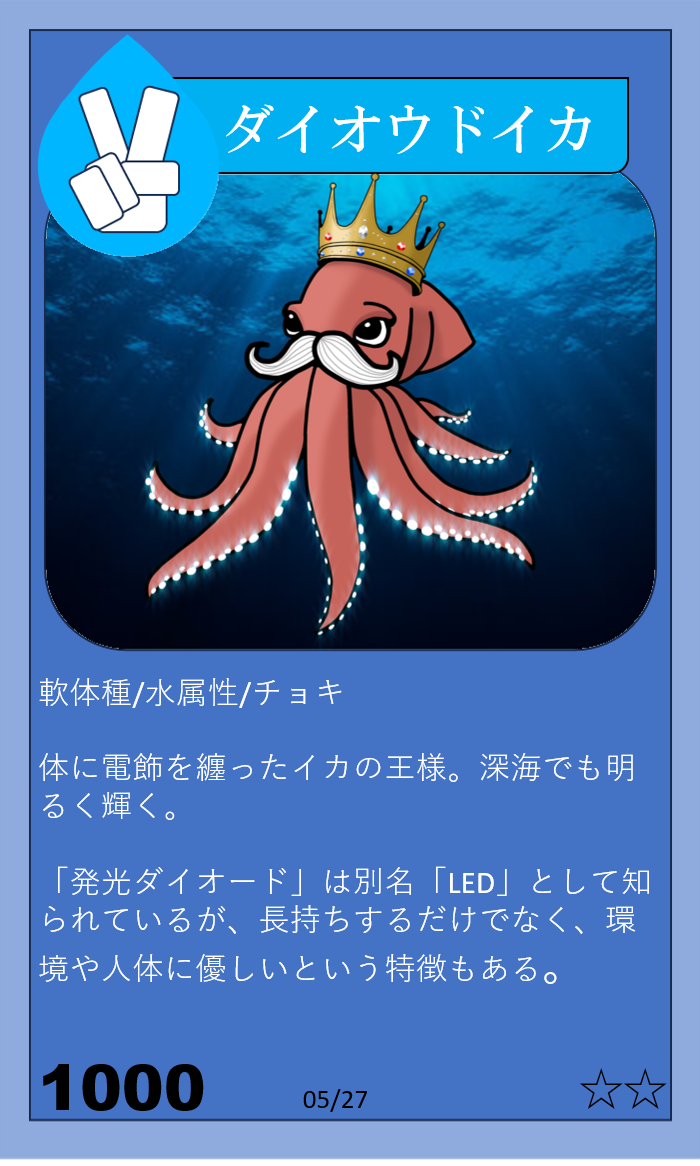 ダイオウドイカ
軟体種/水属性/チョキ
体に電飾を纏ったイカの王様。深海でも明
るく輝く。
「発光ダイオード」は別名「LED」として知
られているが、長持ちするだけでなく、環
境や人体に優しいという特徴もある。
1000
05/27
☆☆